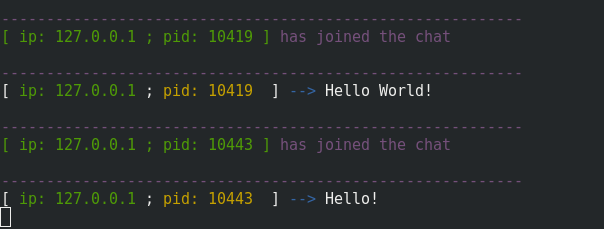 ----------------------------------------------------------
[ ip: 127.0.0.1 ; pid: 10419 ] has joined the chat
----------------------------------------------------------
[ ip: 127.0.0.1 ; pid: 10419  ] --> Hello World!
----------------------------------------------------------
[ ip: 127.0.0.1 ; pid: 10443 ] has joined the chat
----------------------------------------------------------
[ ip: 127.0.0.1 ; pid: 10443  ] --> Hello!